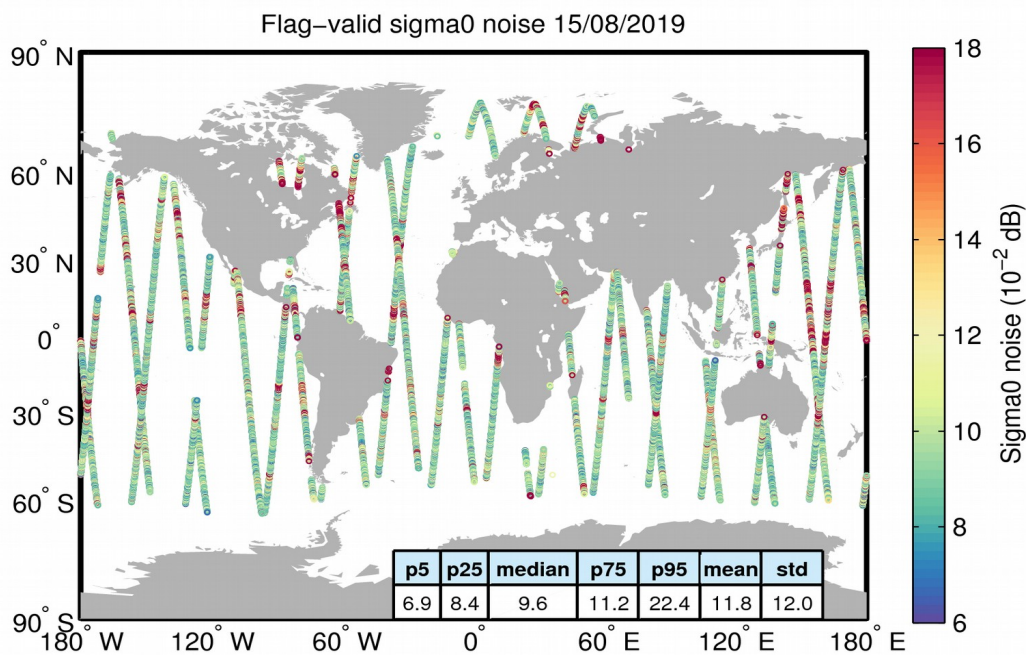 Flag−valid sigma0 noise 15/08/2019
90° N
60° N
30° N
0°
30° S
60° S
90° S
180° W
120° W
60° W
0°
60° E
120° E
180° E
p5 p25 median p75 p95 mean std
6.9 8.4 9.6 11.2 22.4 11.8 12.0
18
16
14
12
10
8
6
Sigma0 noise (10⁻² dB)